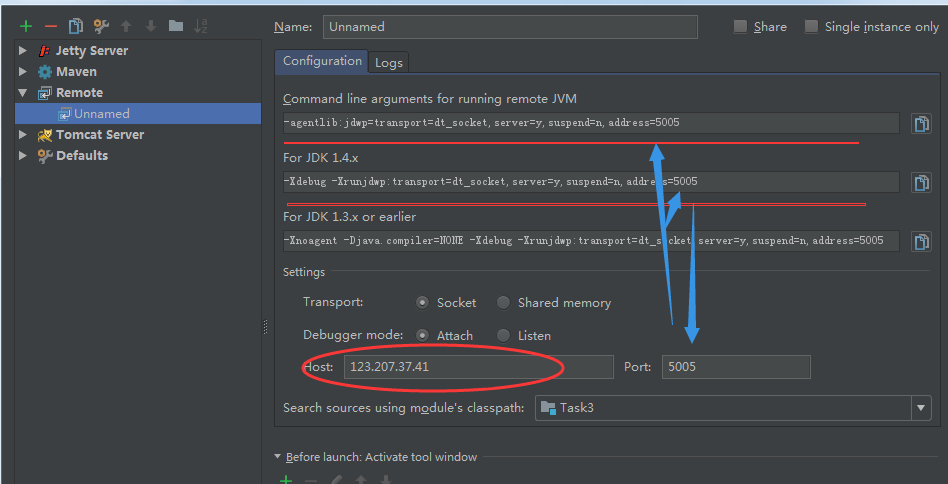 Name: Unnamed
Share
Single instance only
Jetty Server
Maven
Remote
Unnamed
Tomcat Server
Defaults
Configuration
Logs
Command line arguments for running remote JVM
-agentlib:jdwp=transport=dt_socket,server=y,suspend=n,address=5005
For JDK 1.4.x
-Xdebug -Xrunjdwp:transport=dt_socket,server=y,suspend=n,address=5005
For JDK 1.3.x or earlier
-Xnoagent -Djava.compiler=NONE -Xdebug -Xrunjdwp:transport=dt_socket,server=y,suspend=n,address=5005
Settings
Transport: Socket Shared memory
Debugger mode: Attach Listen
Host: 123.207.37.41 Port: 5005
Search sources using module's classpath: Task3
Before launch: Activate tool window